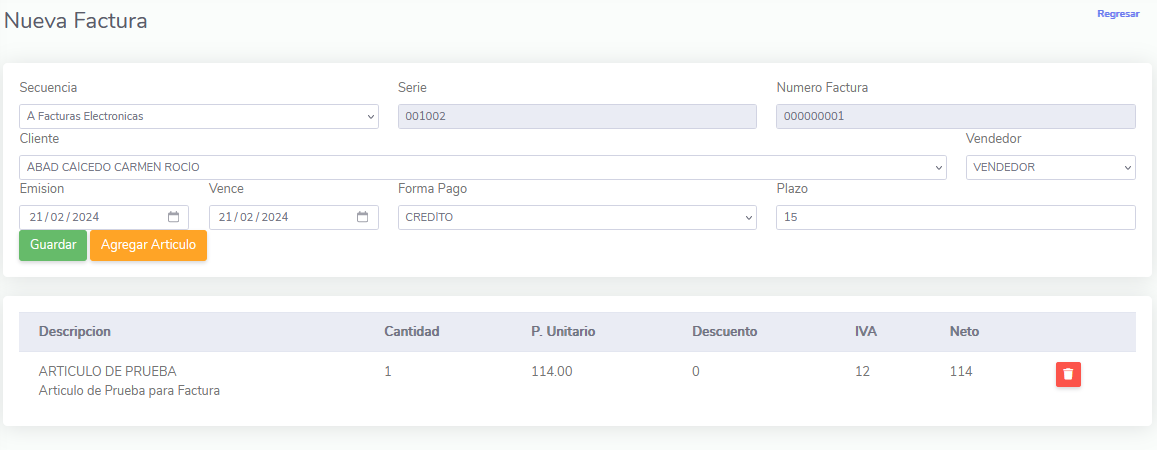 Nueva Factura
Regresar
Secuencia Serie Numero Factura
A Facturas Electronicas 001002 000000001
Cliente Vendedor
ABAD CAICEDO CARMEN ROCIO VENDEDOR
Emision Vence Forma Pago Plazo
21/02/2024 21/02/2024 CREDITO 15
Guardar Agregar Articulo
Descripcion Cantidad P. Unitario Descuento IVA Neto
ARTICULO DE PRUEBA 1 114.00 0 12 114
Articulo de Prueba para Factura